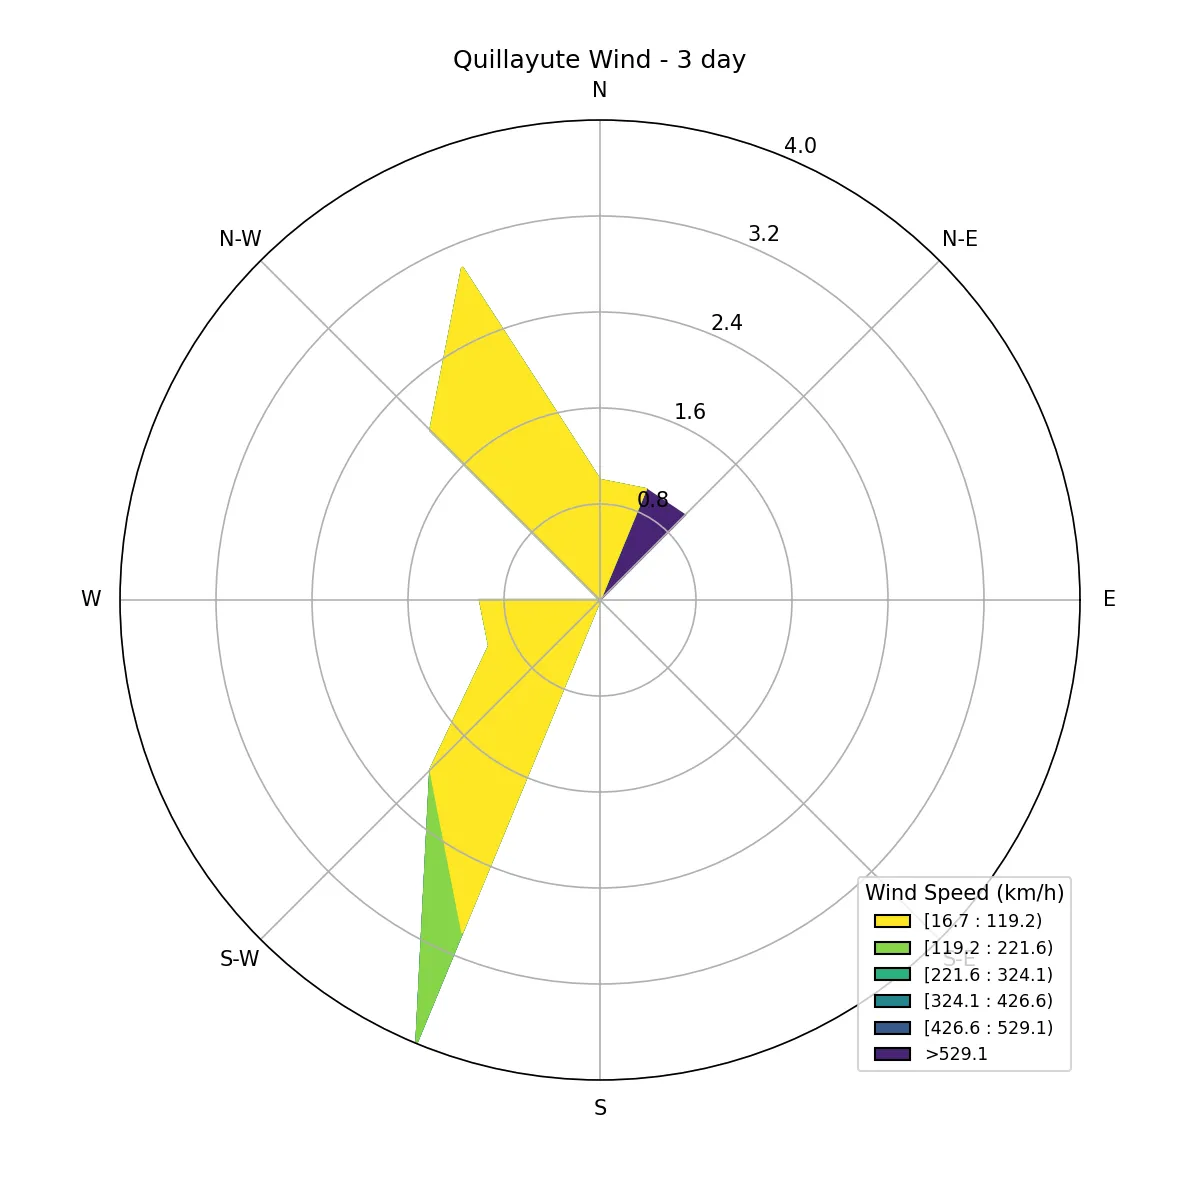 Quillayute Wind - 3 day
N
4.0
N-W
3.2
N-E
2.4
1.6
0.8
W
E
Wind Speed (km/h)
[16.7 : 119.2)
[119.2 : 221.6)
S-W
S-E
[221.6 : 324.1)
[324.1 : 426.6)
[426.6 : 529.1)
>529.1
S